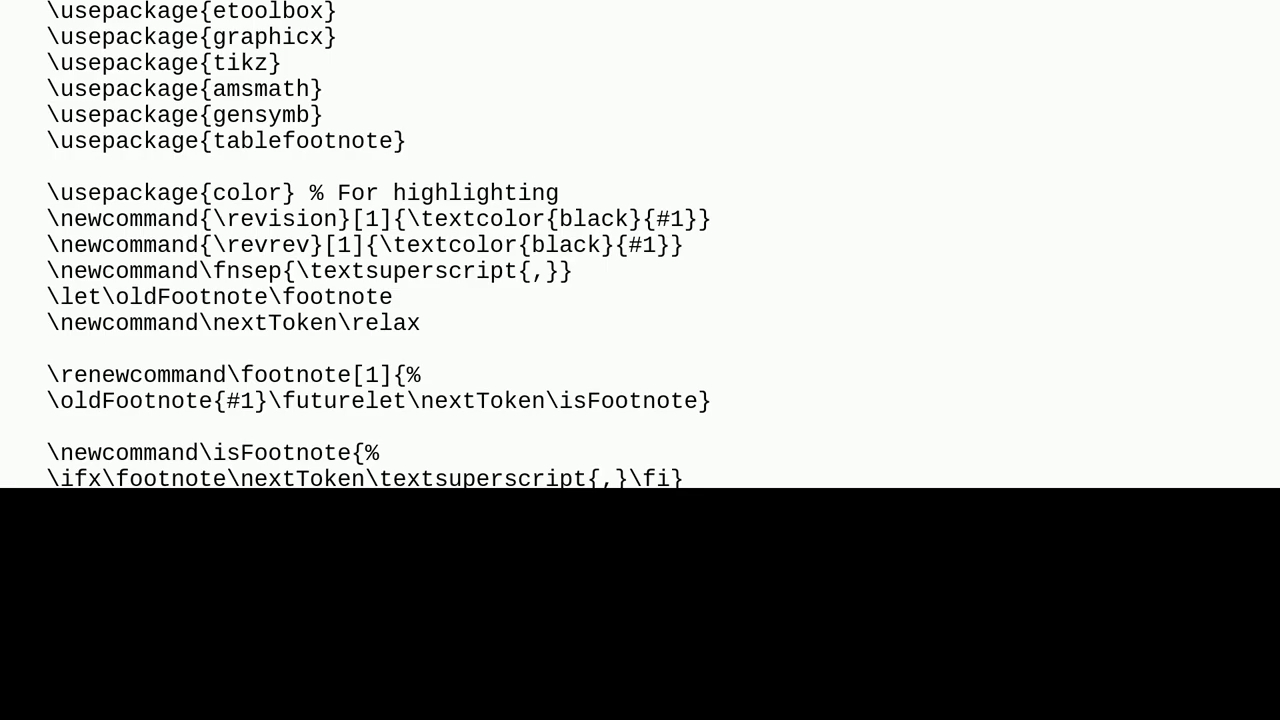 \usepackage{etoolbox}
\usepackage{graphicx}
\usepackage{tikz}
\usepackage{amsmath}
\usepackage{gensymb}
\usepackage{tablefootnote}

\usepackage{color} % For highlighting
\newcommand{\revision}[1]{\textcolor{black}{#1}}
\newcommand{\revrev}[1]{\textcolor{black}{#1}}
\newcommand\fnsep{\textsuperscript{,}}
\let\oldFootnote\footnote
\newcommand\nextToken\relax

\renewcommand\footnote[1]{%
\oldFootnote{#1}\futurelet\nextToken\isFootnote}

\newcommand\isFootnote{%
\ifx\footnote\nextToken\textsuperscript{,}\fi}